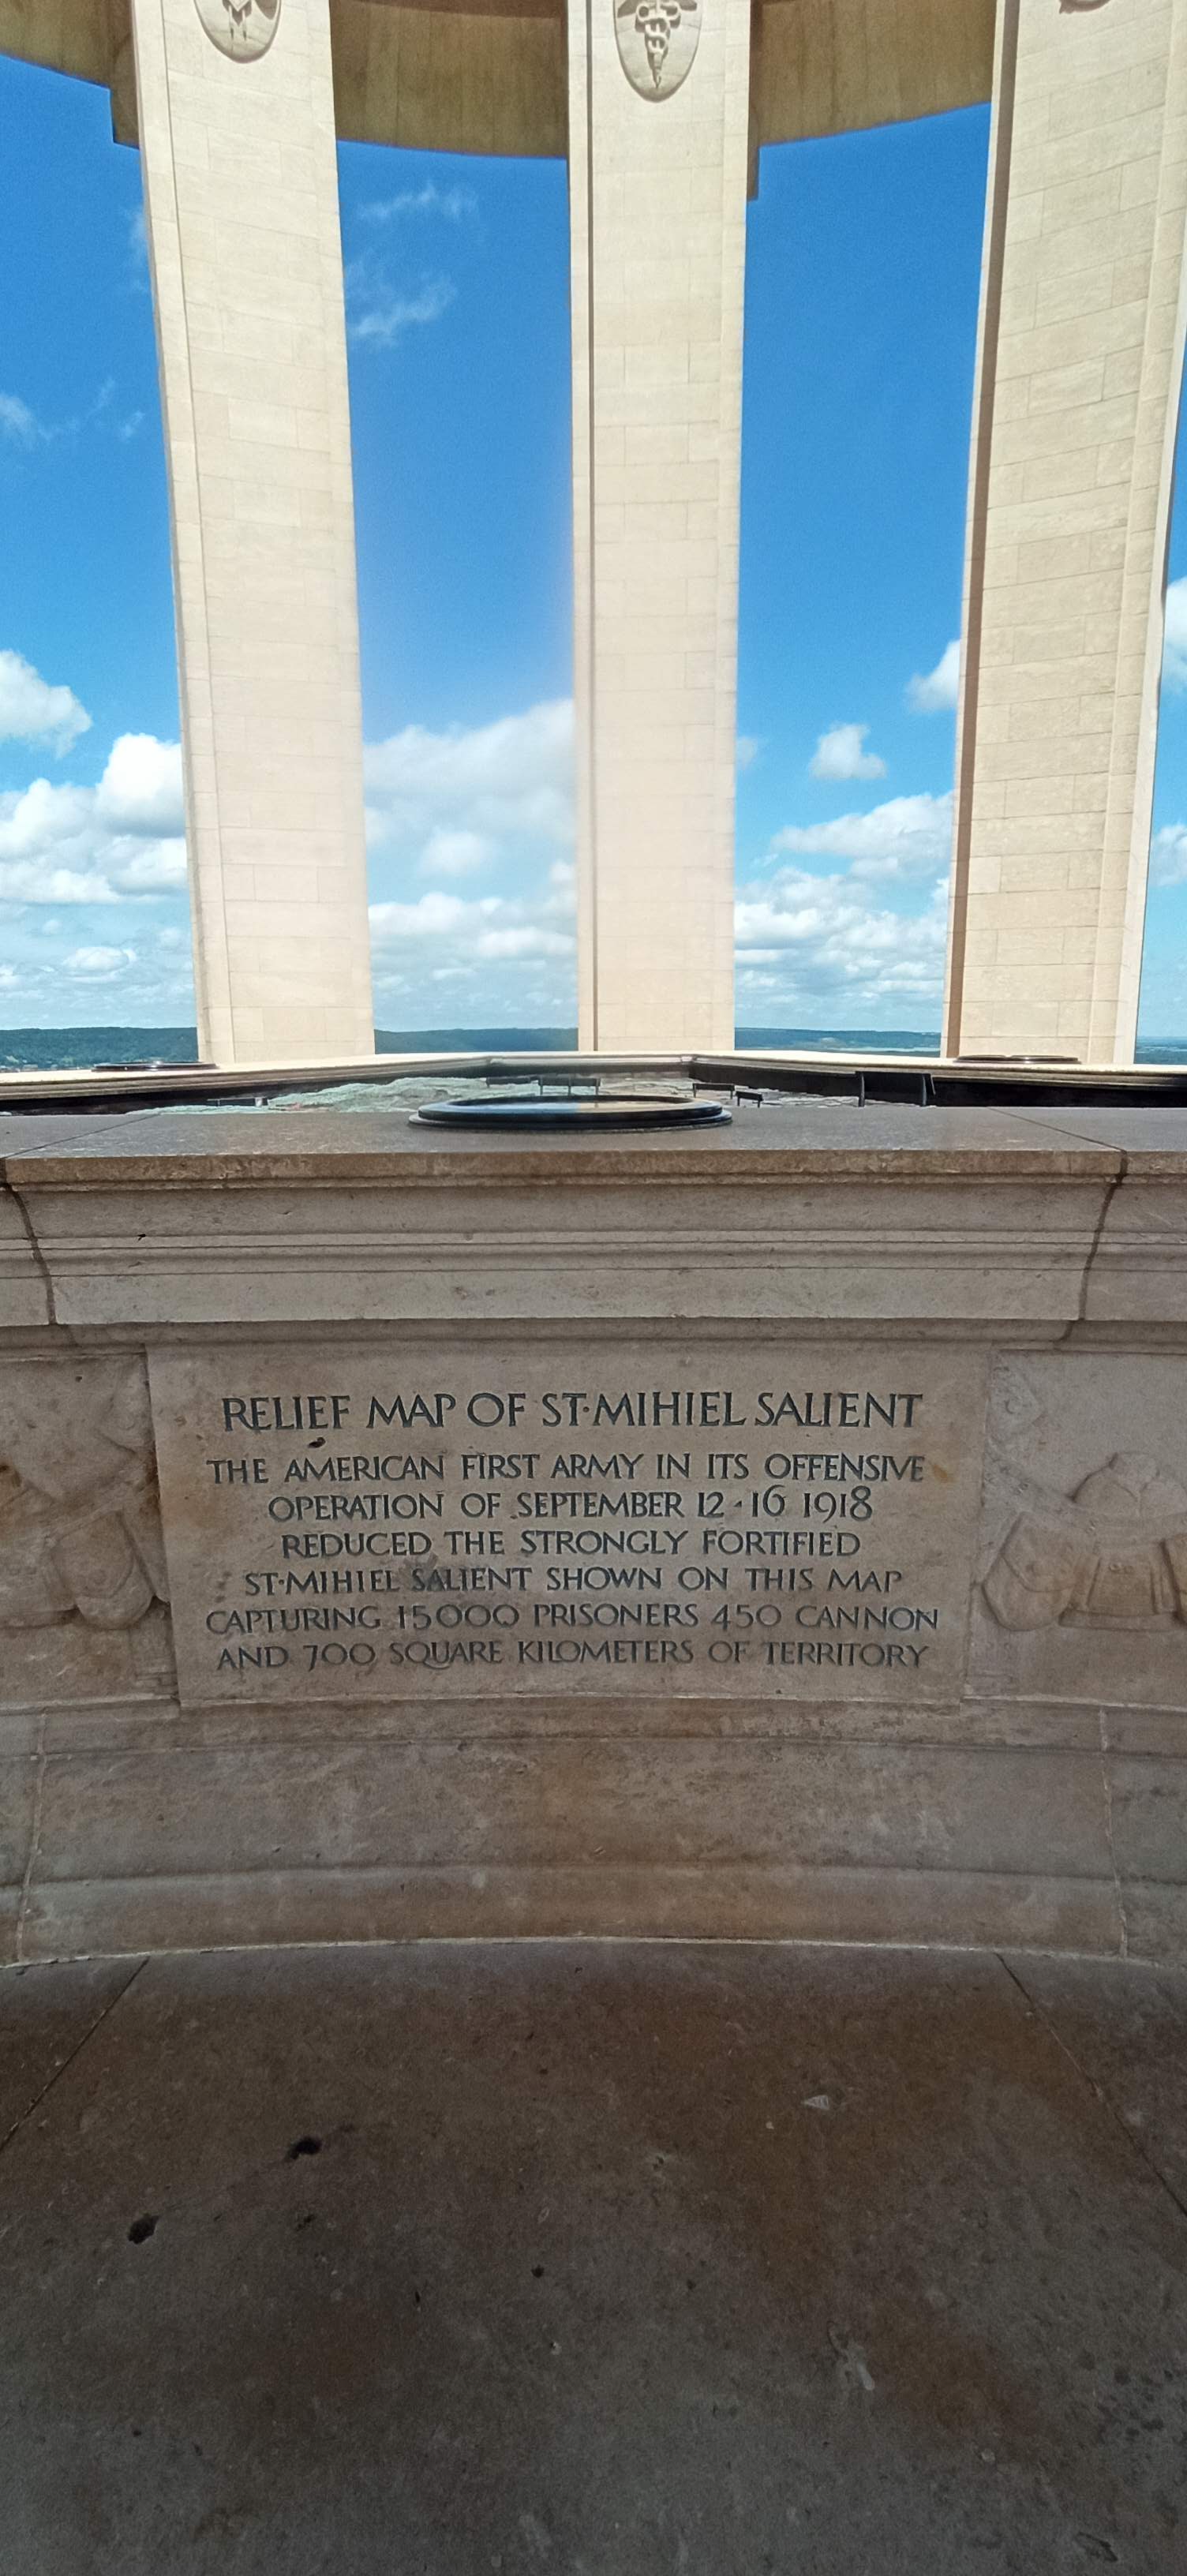 RELIEF MAP OF ST·MIHIEL SALIENT
THE AMERICAN FIRST ARMY IN ITS OFFENSIVE
OPERATION OF SEPTEMBER 12 · 16 1918
REDUCED THE STRONGLY FORTIFIED
ST·MIHIEL SALIENT SHOWN ON THIS MAP
CAPTURING 15000 PRISONERS 450 CANNON
AND 700 SQUARE KILOMETERS OF TERRITORY